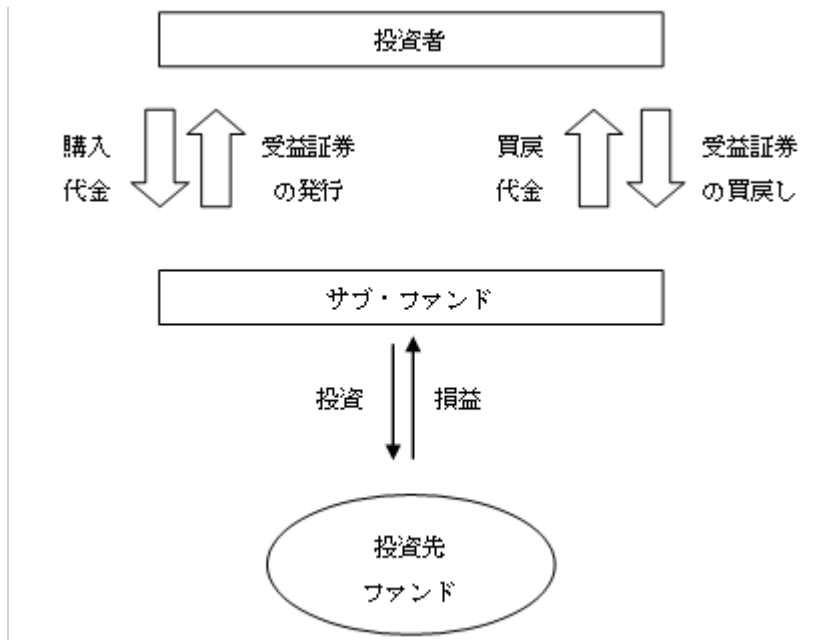 投資者
購入
代金
受益証券
の発行
買戻
代金
受益証券
の買戻し
サブ・ファンド
投資
損益
投資先
ファンド